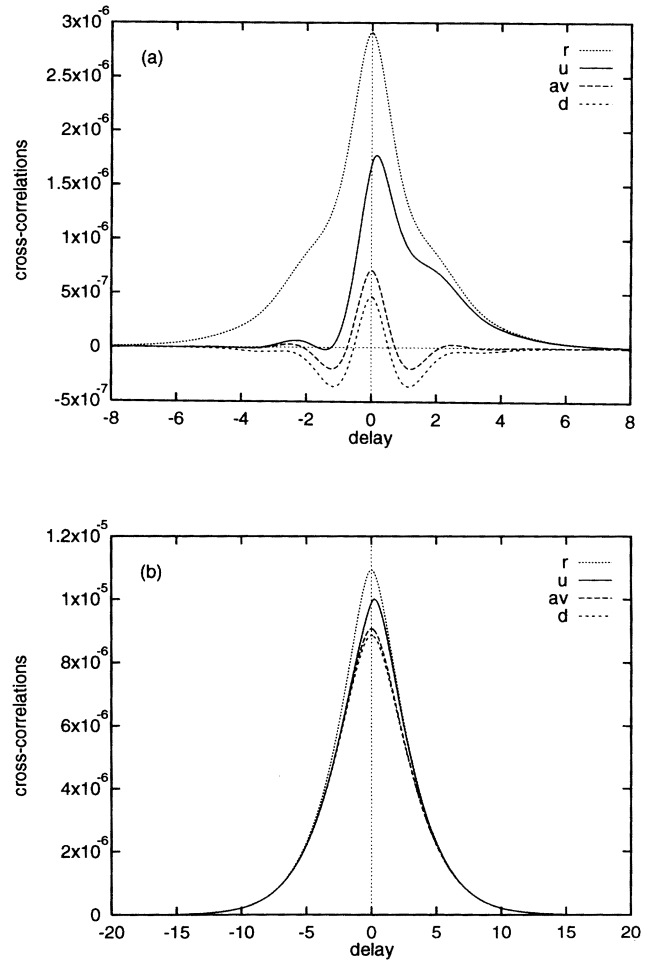 3x10-6
(a)
r
u
av
d
2.5x10-6
2x10-6
1.5x10-6
1x10-6
5x10-7
0
-5x10-7
cross-correlations
-8 -6 -4 -2 0 2 4 6 8
delay
1.2x10-5
(b)
r
u
av
d
1x10-5
8x10-6
6x10-6
4x10-6
2x10-6
0
cross-correlations
-20 -15 -10 -5 0 5 10 15 20
delay